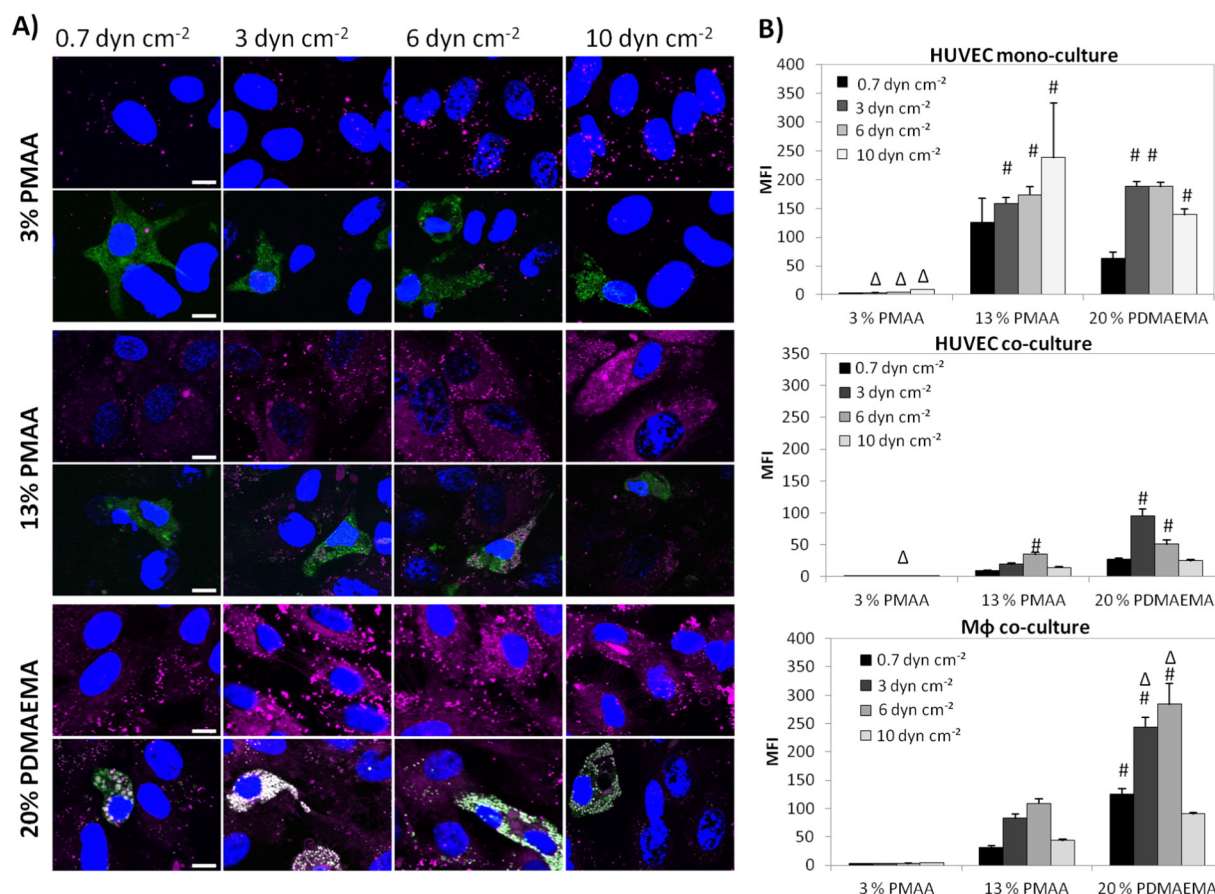 A)
0.7 dyn cm-2 3 dyn cm-2 6 dyn cm-2 10 dyn cm-2
3% PMAA
13% PMAA
20% PDMAEMA
B)
HUVEC mono-culture
400
350
300
250
200
150
100
50
0
MFI
0.7 dyn cm-2
3 dyn cm-2
6 dyn cm-2
10 dyn cm-2
Δ Δ Δ
# # #
# # #
3 % PMAA 13 % PMAA 20 % PDMAEMA
HUVEC co-culture
350
300
250
200
150
100
50
0
MFI
0.7 dyn cm-2
3 dyn cm-2
6 dyn cm-2
10 dyn cm-2
Δ
#
# #
3 % PMAA 13 % PMAA 20 % PDMAEMA
Mφ co-culture
400
350
300
250
200
150
100
50
0
MFI
0.7 dyn cm-2
3 dyn cm-2
6 dyn cm-2
10 dyn cm-2
Δ Δ
# # #
3 % PMAA 13 % PMAA 20 % PDMAEMA